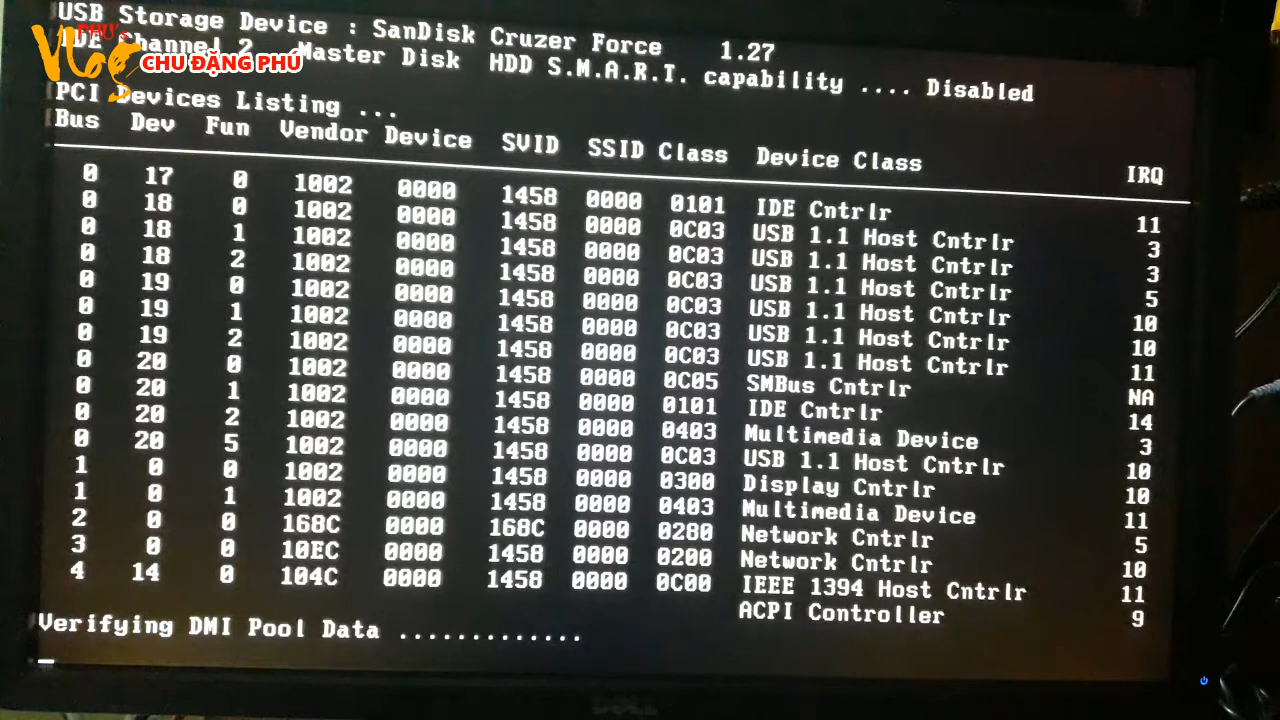 USB Storage Device : SanDisk Cruzer Force 1.27
IDE Channel 2 Master Disk HDD S.M.A.R.T. capability .... Disabled
PHÚ's
Vlog
CHU ĐẶNG PHÚ
PCI Devices Listing ...
Bus Dev Fun Vendor Device SVID SSID Class Device Class IRQ
0 17 0 1002 0000 1458 0000 0101 IDE Cntrlr 11
0 18 0 1002 0000 1458 0000 0C03 USB 1.1 Host Cntrlr 3
0 18 1 1002 0000 1458 0000 0C03 USB 1.1 Host Cntrlr 3
0 18 2 1002 0000 1458 0000 0C03 USB 1.1 Host Cntrlr 5
0 19 0 1002 0000 1458 0000 0C03 USB 1.1 Host Cntrlr 10
0 19 1 1002 0000 1458 0000 0C03 USB 1.1 Host Cntrlr 10
0 19 2 1002 0000 1458 0000 0C03 USB 1.1 Host Cntrlr 11
0 20 0 1002 0000 1458 0000 0C05 SMBus Cntrlr NA
0 20 1 1002 0000 1458 0000 0101 IDE Cntrlr 14
0 20 2 1002 0000 1458 0000 0403 Multimedia Device 3
0 20 5 1002 0000 1458 0000 0C03 USB 1.1 Host Cntrlr 10
1 0 0 1002 0000 1458 0000 0300 Display Cntrlr 10
1 0 1 1002 0000 1458 0000 0403 Multimedia Device 11
2 0 0 168C 0000 168C 0000 0280 Network Cntrlr 5
3 0 0 10EC 0000 1458 0000 0200 Network Cntrlr 10
4 14 0 104C 0000 1458 0000 0C00 IEEE 1394 Host Cntrlr 11
ACPI Controller 9
Verifying DMI Pool Data .............
DELL